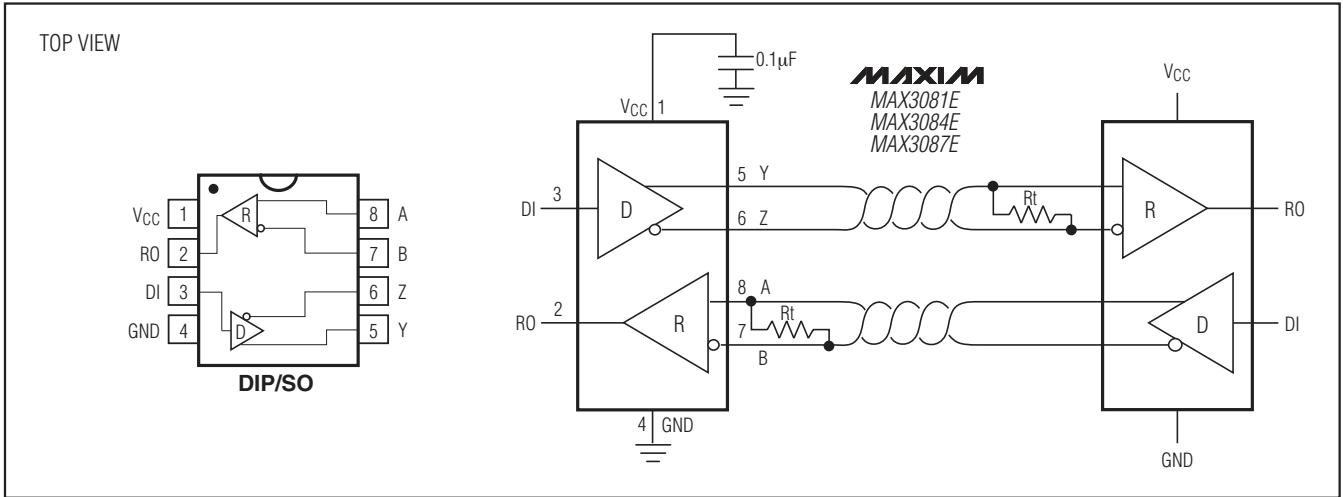 TOP VIEW
VCC 1
RO 2
DI 3
GND 4
8 A
7 B
6 Z
5 Y
R
D
DIP/SO
0.1µF
VCC 1
MAXIM
MAX3081E
MAX3084E
MAX3087E
VCC
DI 3
D
5 Y
6 Z
Rt
R
RO
RO 2
R
8 A
7 B
Rt
D
DI
4 GND
GND